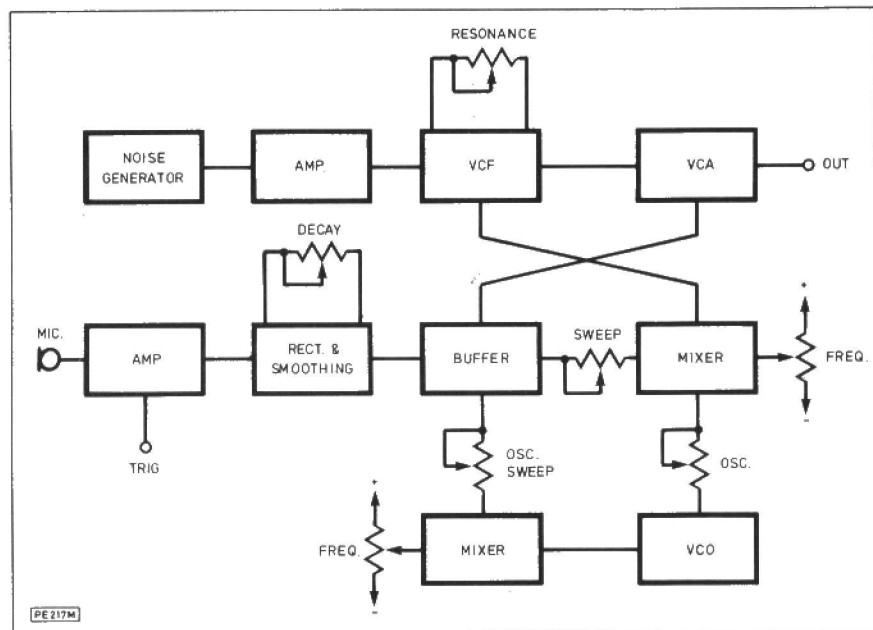 RESONANCE
NOISE
GENERATOR
AMP.
VCF
VCA
OUT
DECAY
MIC.
AMP
RECT. &
SMOOTHING
BUFFER
SWEEP
MIXER
+
FREQ.
-
TRIG
OSC.
SWEEP
OSC.
+
FREQ.
-
MIXER
VCO
PE217M